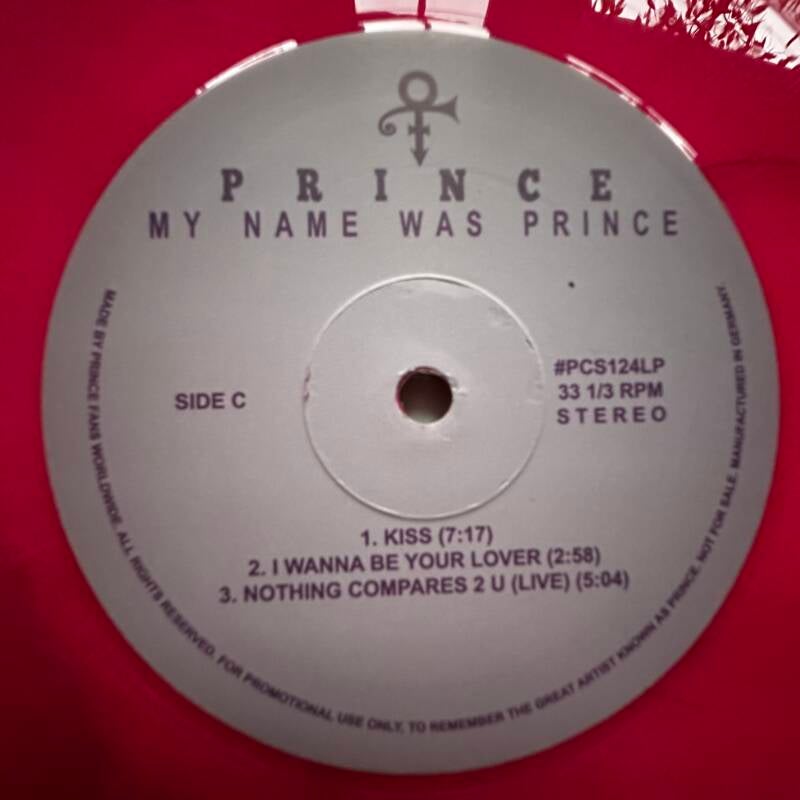 PRINCE
MY NAME WAS PRINCE
SIDE C
#PCS124LP
33 1/3 RPM
STEREO
1. KISS (7:17)
2. I WANNA BE YOUR LOVER (2:58)
3. NOTHING COMPARES 2 U (LIVE) (5:04)
MADE BY PRINCE FANS WORLDWIDE. ALL RIGHTS RESERVED. FOR PROMOTIONAL USE ONLY, TO REMEMBER THE GREAT ARTIST KNOWN AS PRINCE. NOT FOR SALE. MANUFACTURED IN GERMANY.